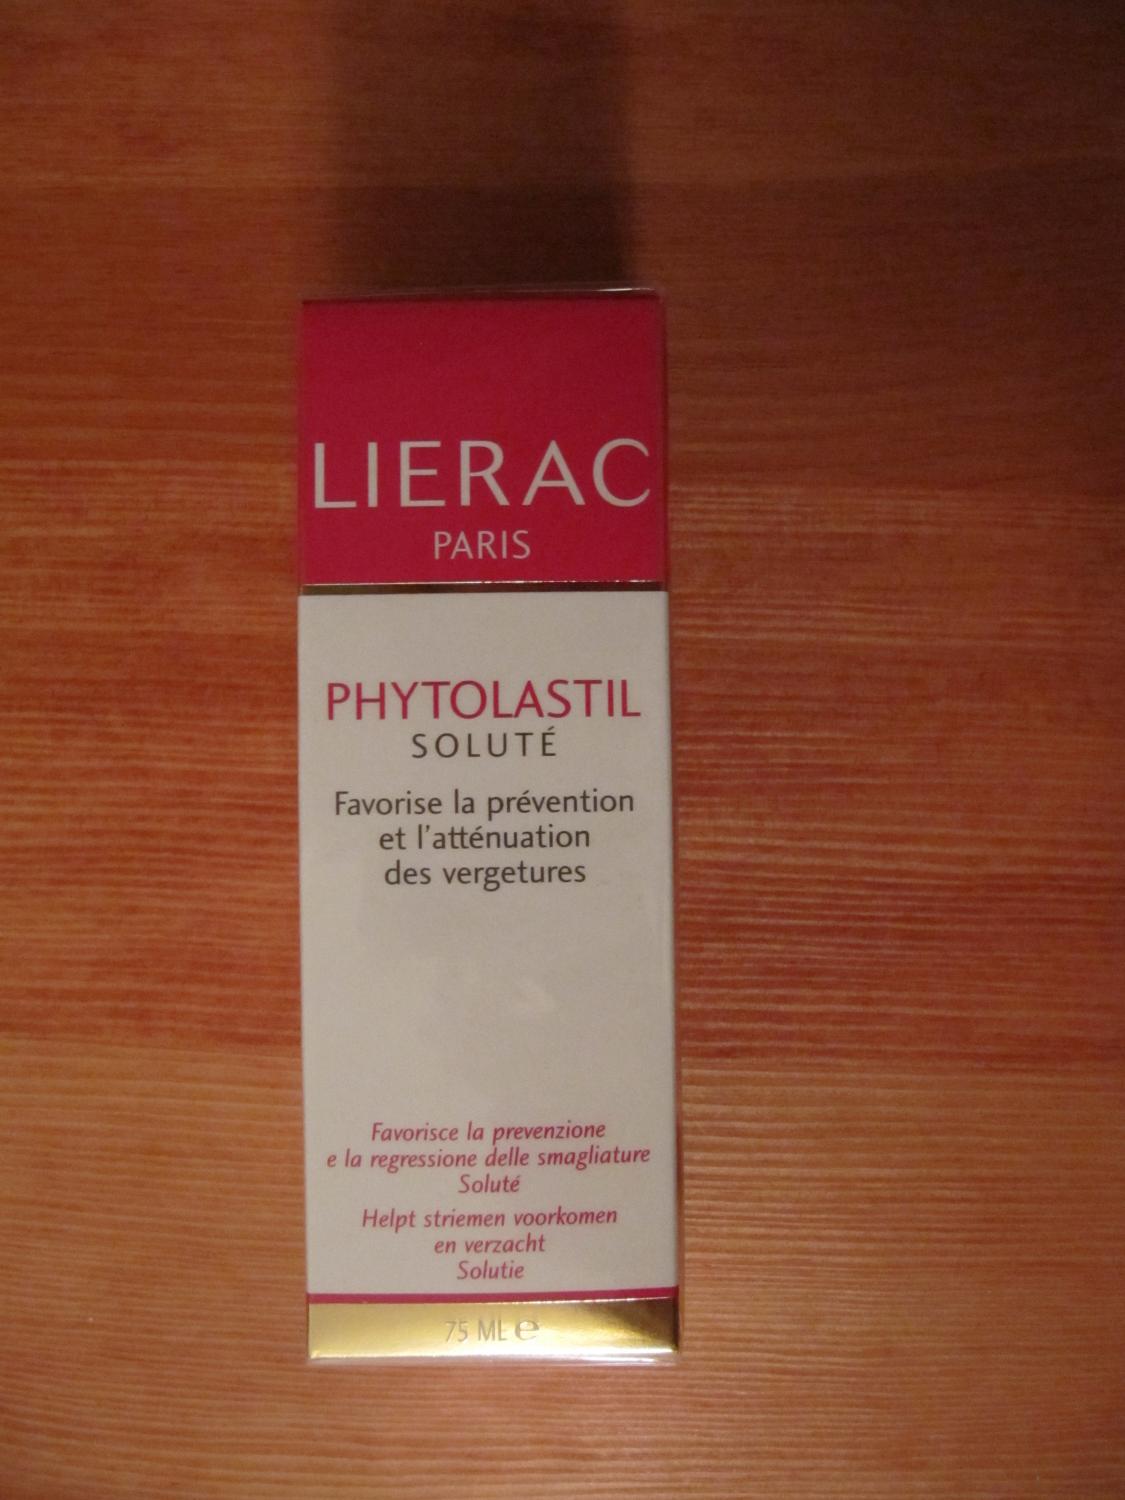 LIERAC
PARIS
PHYTOLASTIL
SOLUTÉ
Favorise la prévention
et l'atténuation
des vergetures
Favorisce la prevenzione
e la regressione delle smagliature
Soluté
Helpt striemen voorkomen
en verzacht
Solutie
75 ML e